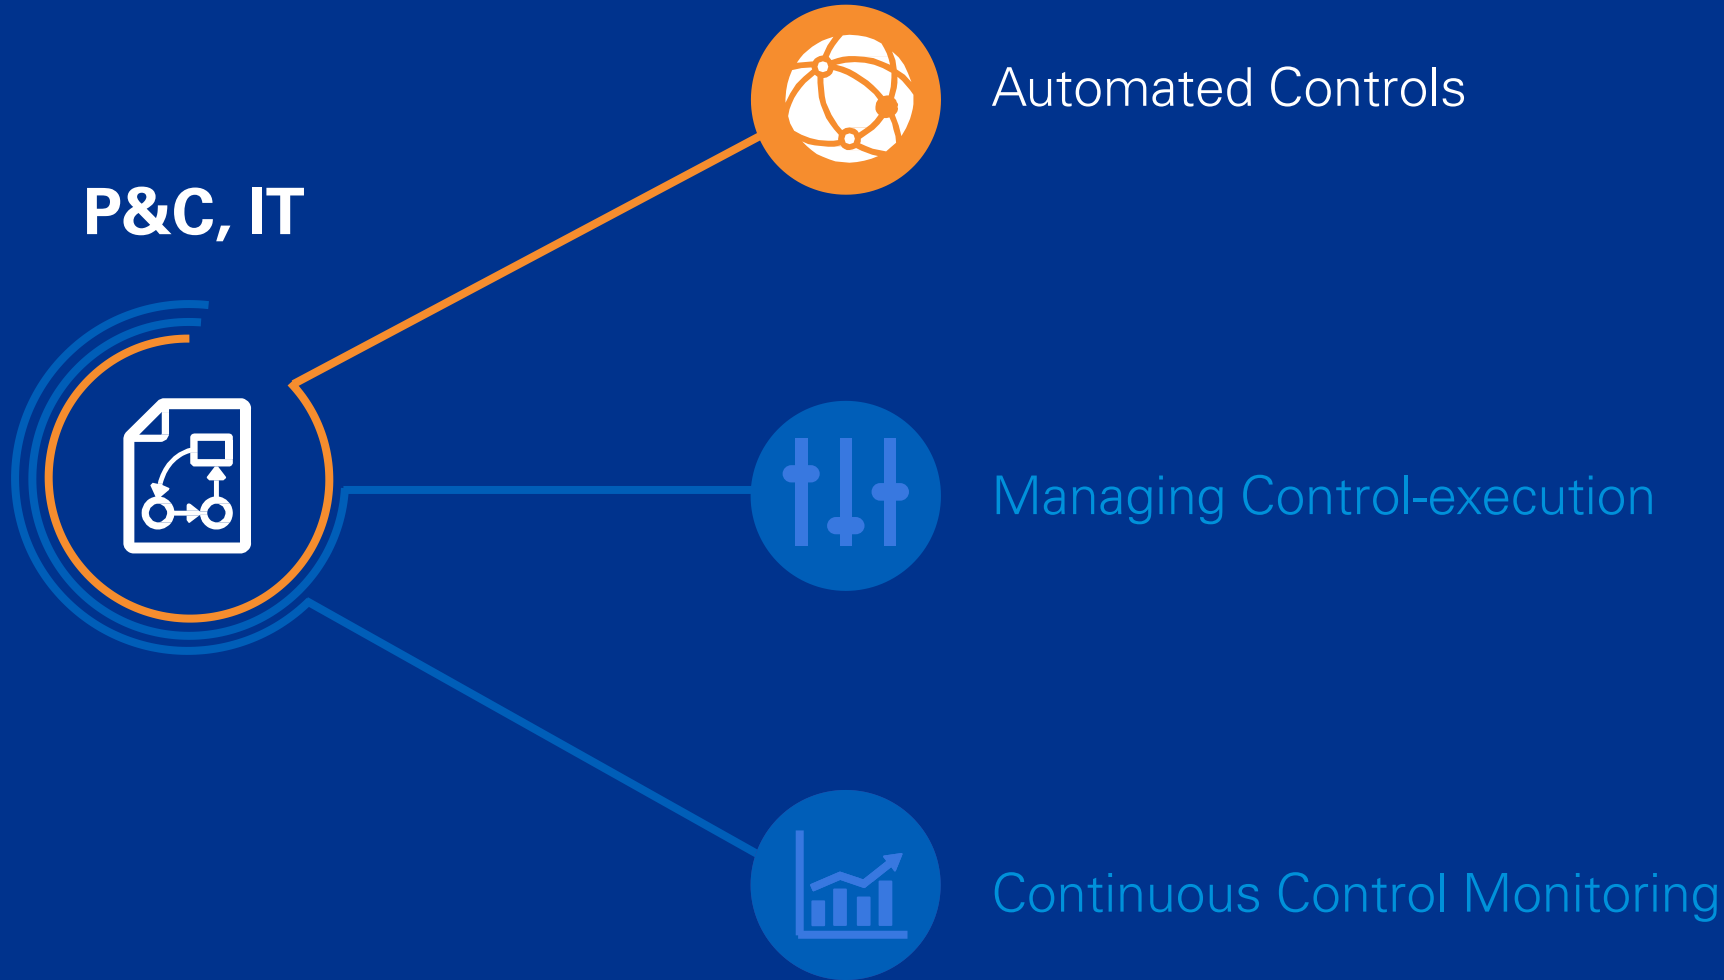 Automated Controls
P&C, IT
Managing Control-execution
Continuous Control Monitoring